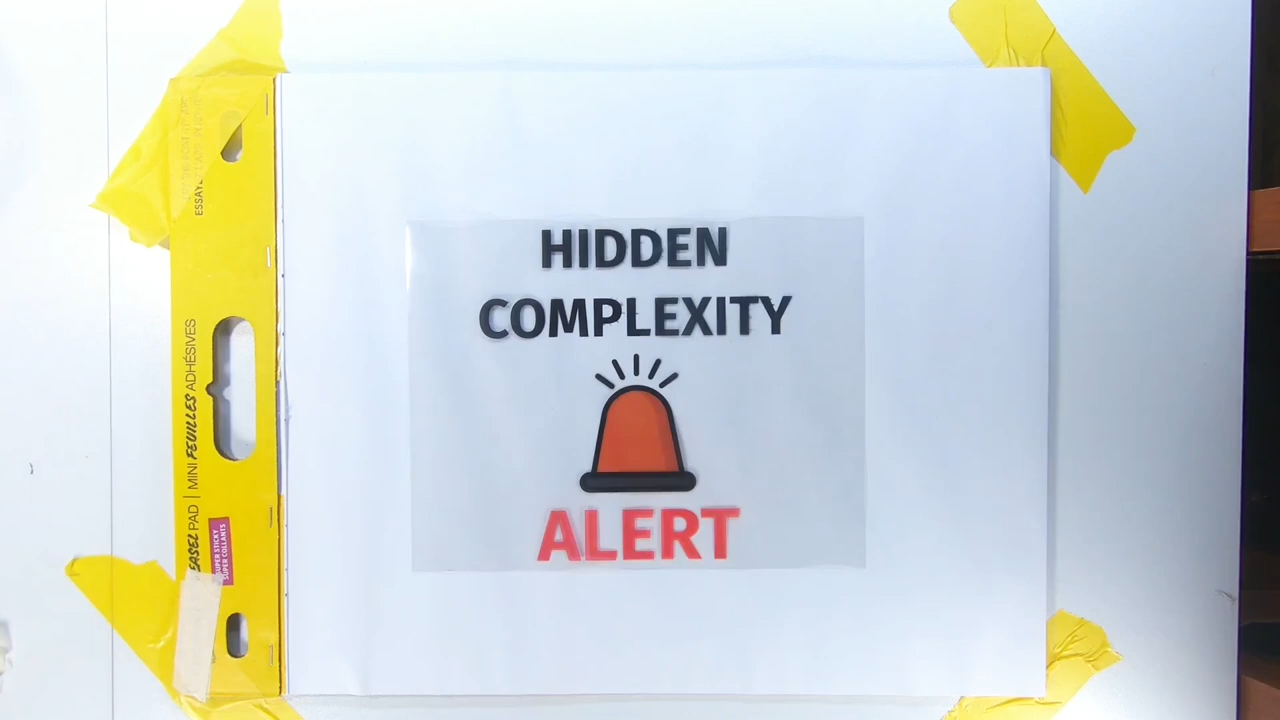 HIDDEN
COMPLEXITY
ALERT
EASEL PAD | MINI FEUILLES ADHÉSIVES
SUPER STICKY
SUPER COLLANTS